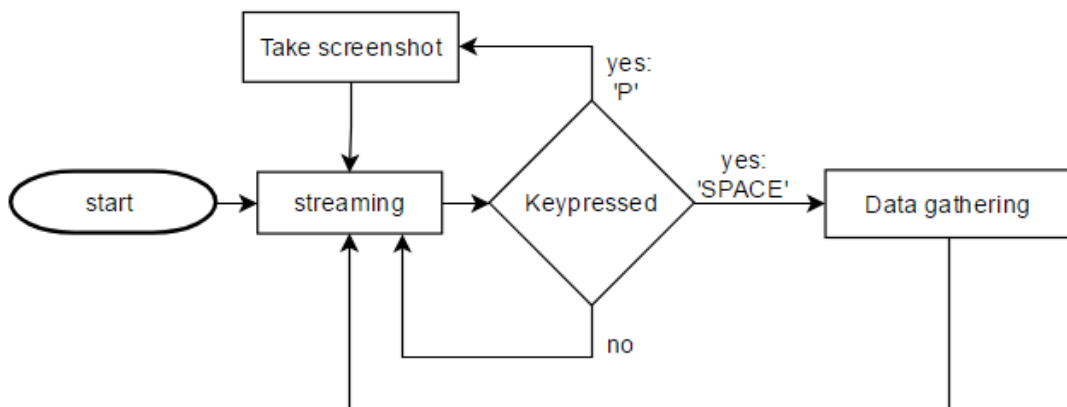 Take screenshot
yes:
'P'
start
streaming
Keypressed
yes:
'SPACE'
Data gathering
no